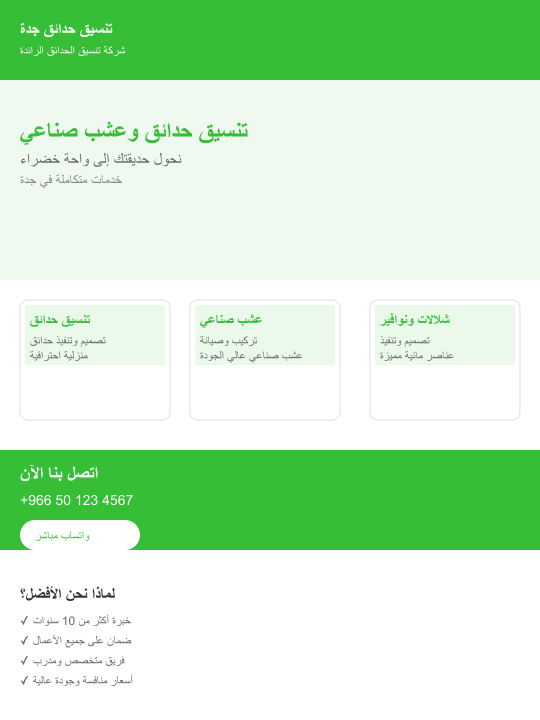 تنسيق حدائق جدة
شركة تنسيق الحدائق الرائدة
تنسيق حدائق وعشب صناعي
نحول حديقتك إلى واحة خضراء
خدمات متكاملة في جدة
تنسيق حدائق
تصميم وتنفيذ حدائق
منزلية احترافية
عشب صناعي
تركيب وصيانة
عشب صناعي عالي الجودة
شلالات ونوافير
تصميم وتنفيذ
عناصر مائية مميزة
اتصل بنا الآن
+966 50 123 4567
واتساب مباشر
لماذا نحن الأفضل؟
✓ خبرة أكثر من 10 سنوات
✓ ضمان على جميع الأعمال
✓ فريق متخصص ومدرب
✓ أسعار منافسة وجودة عالية